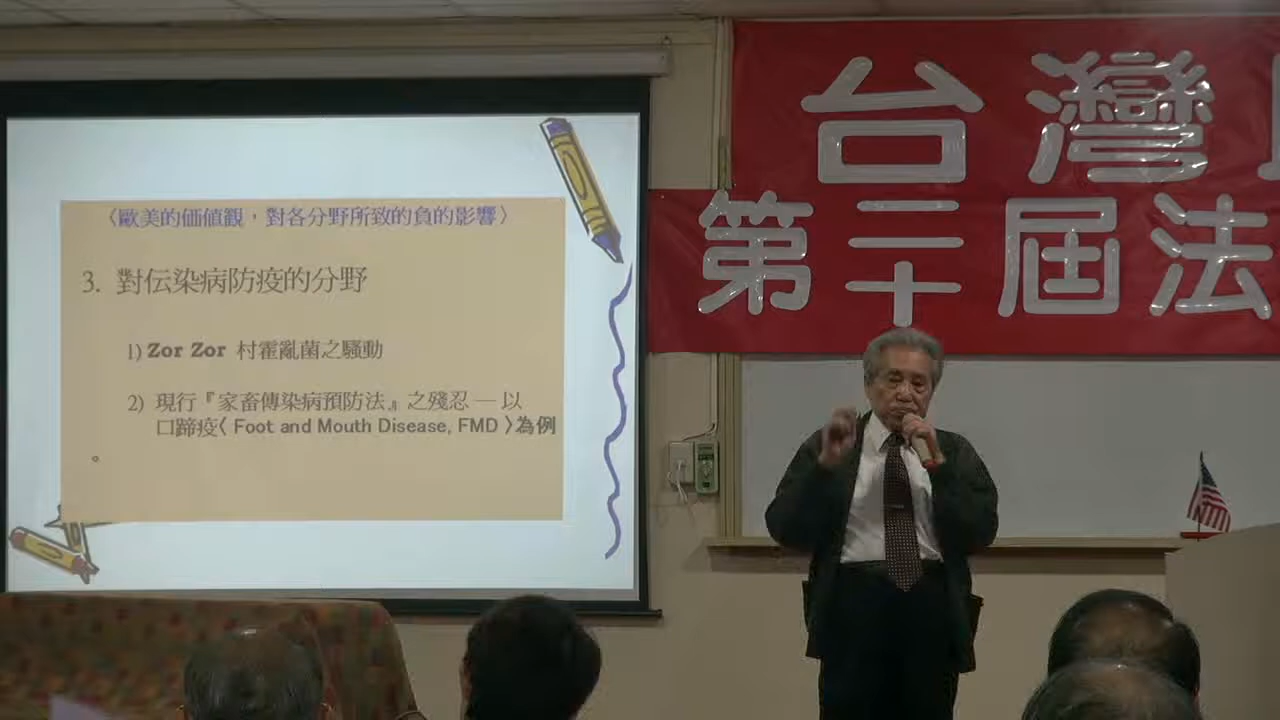 〈歐美的価値観，對各分野所致的負的影響〉
3. 對伝染病防疫的分野
1) Zor Zor 村霍亂菌之騷動
2) 現行『家畜傳染病預防法』之殘忍 — 以
口蹄疫〈 Foot and Mouth Disease, FMD 〉為例
。
台灣
第二十屆法